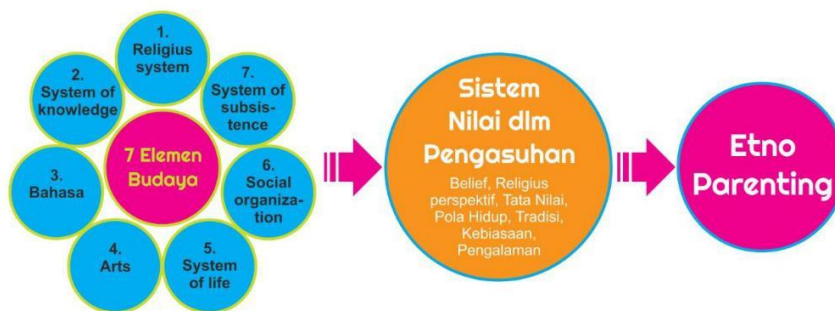 1.
Religius
system
2.
System of
knowledge
7.
System of
subsis-
tence
7 Elemen
Budaya
3.
Bahasa
6.
Social
organiza-
tion
4.
Arts
5.
System
of life
Sistem
Nilai dlm
Pengasuhan
Belief, Religius
perspektif, Tata Nilai,
Pola Hidup, Tradisi,
Kebiasaan,
Pengalaman
Etno
Parenting